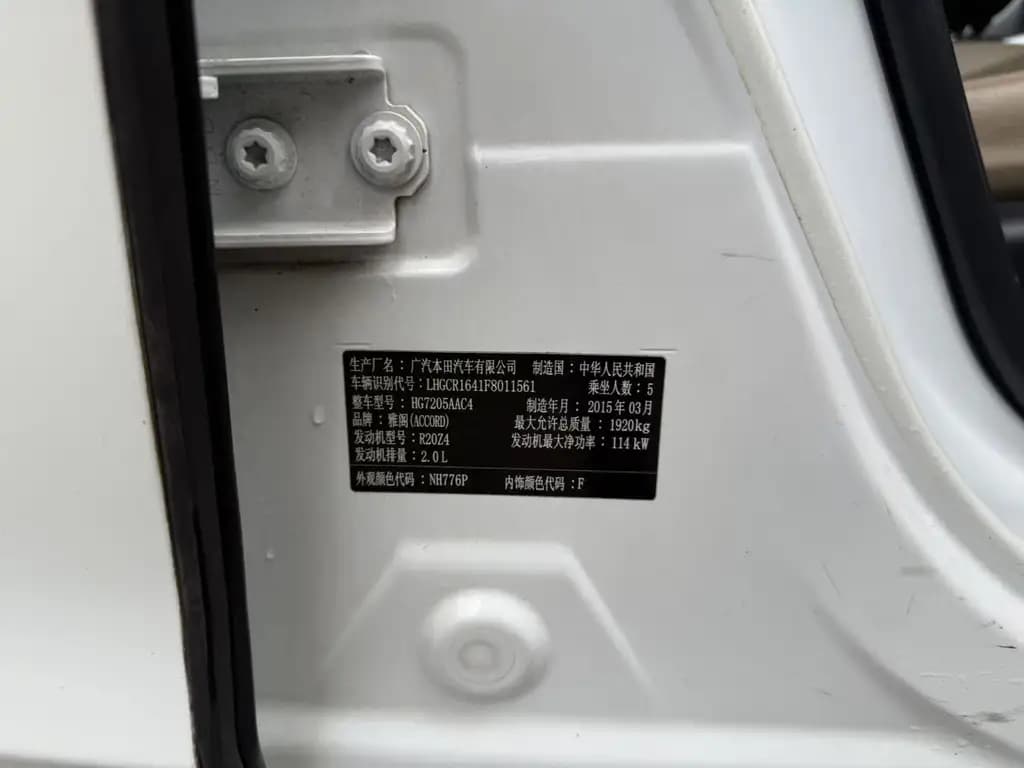 生产厂名：广汽本田汽车有限公司 制造国：中华人民共和国
车辆识别代号：LHGCR1641F8011561 乘坐人数：5
整车型号：HG7205AAC4 制造年月：2015年03月
品牌：雅阁(ACCORD) 最大允许总质量：1920kg
发动机型号：R20Z4 发动机最大净功率：114kW
发动机排量：2.0L
外观颜色代码：NH776P 内饰颜色代码：F